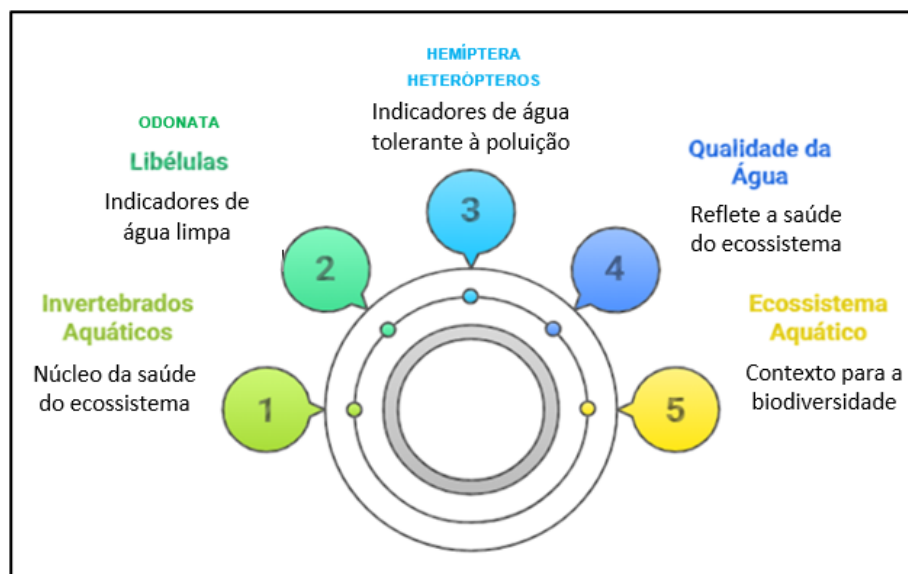 HEMÍPTERA
HETERÓPTEROS
Indicadores de água
tolerante à poluição
ODONATA
Libélulas
Indicadores de
água limpa
Qualidade da
Água
Reflete a saúde
do ecossistema
Invertebrados
Aquáticos
Núcleo da saúde
do ecossistema
Ecossistema
Aquático
Contexto para a
biodiversidade
1
2
3
4
5